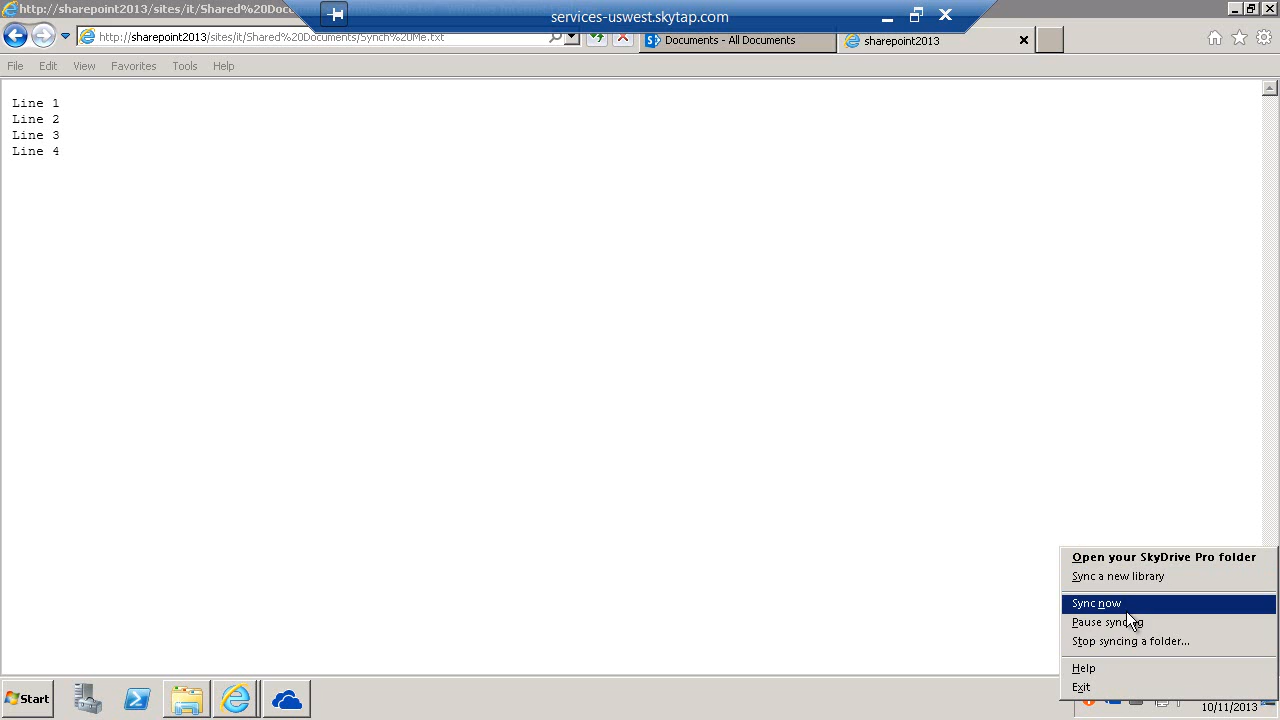 http://sharepoint2013/sites/it/Shared%20Docu
services-uswest.skytap.com
http://sharepoint2013/sites/it/Shared%20Documents/Synch%20Me.txt
Documents - All Documents
sharepoint2013
File Edit View Favorites Tools Help
Line 1
Line 2
Line 3
Line 4
Open your SkyDrive Pro folder
Sync a new library
Sync now
Pause syncing
Stop syncing a folder...
Help
Exit
Start
10/11/2013